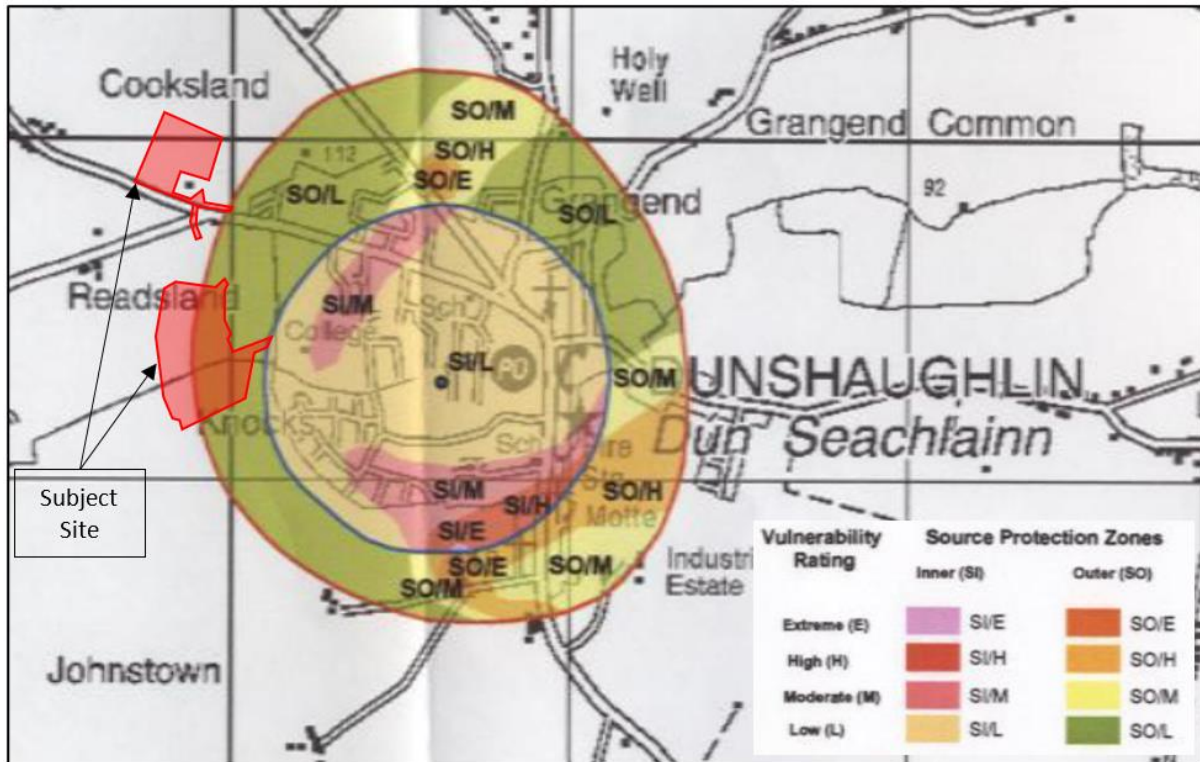 Cooksland
Holy
Well
SO/M
Grangend Common
SO/H
112
SO/E
92
SO/L
Grangend
SO/L
Readsland
SI/M
Sch
College
SI/L
PO
SO/M
DUNSHAUGHLIN
Knocks
Sch
Dún Seachlainn
Subject
Site
SI/M
SO/H
SI/H
Motte
SI/E
SO/E
SO/M
SO/M
Estate
Johnstown
Vulnerability
Rating
Source Protection Zones
Inner (SI)
Outer (SO)
Extreme (E) SI/E SO/E
High (H) SI/H SO/H
Moderate (M) SI/M SO/M
Low (L) SI/L SO/L